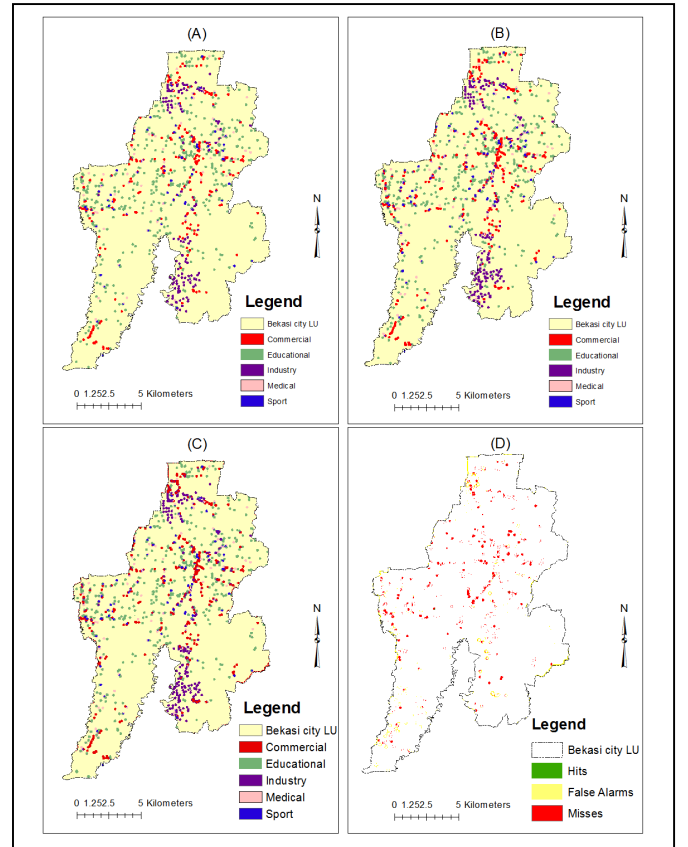 (A)
N
Legend
Bekasi city LU
Commercial
Educational
Industry
Medical
Sport
0 1.252.5 5 Kilometers
(B)
N
Legend
Bekasi city LU
Commercial
Educational
Industry
Medical
Sport
0 1.252.5 5 Kilometers
(C)
N
Legend
Bekasi city LU
Commercial
Educational
Industry
Medical
Sport
0 1.252.5 5 Kilometers
(D)
N
Legend
Bekasi city LU
Hits
False Alarms
Misses
0 1.252.5 5 Kilometers